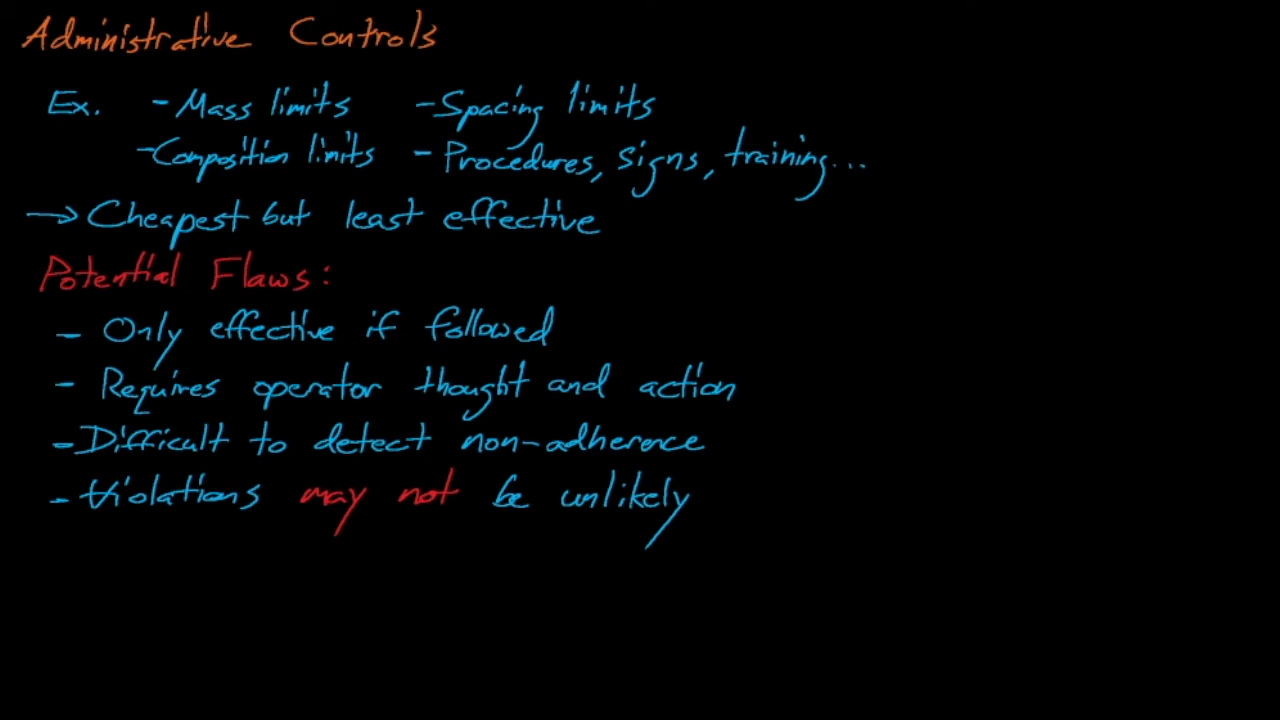 Administrative Controls
Ex. - Mass limits - Spacing limits
- Composition limits - Procedures, signs, training...
→ Cheapest but least effective
Potential Flaws:
- Only effective if followed
- Requires operator thought and action
- Difficult to detect non-adherence
- Violations may not be unlikely